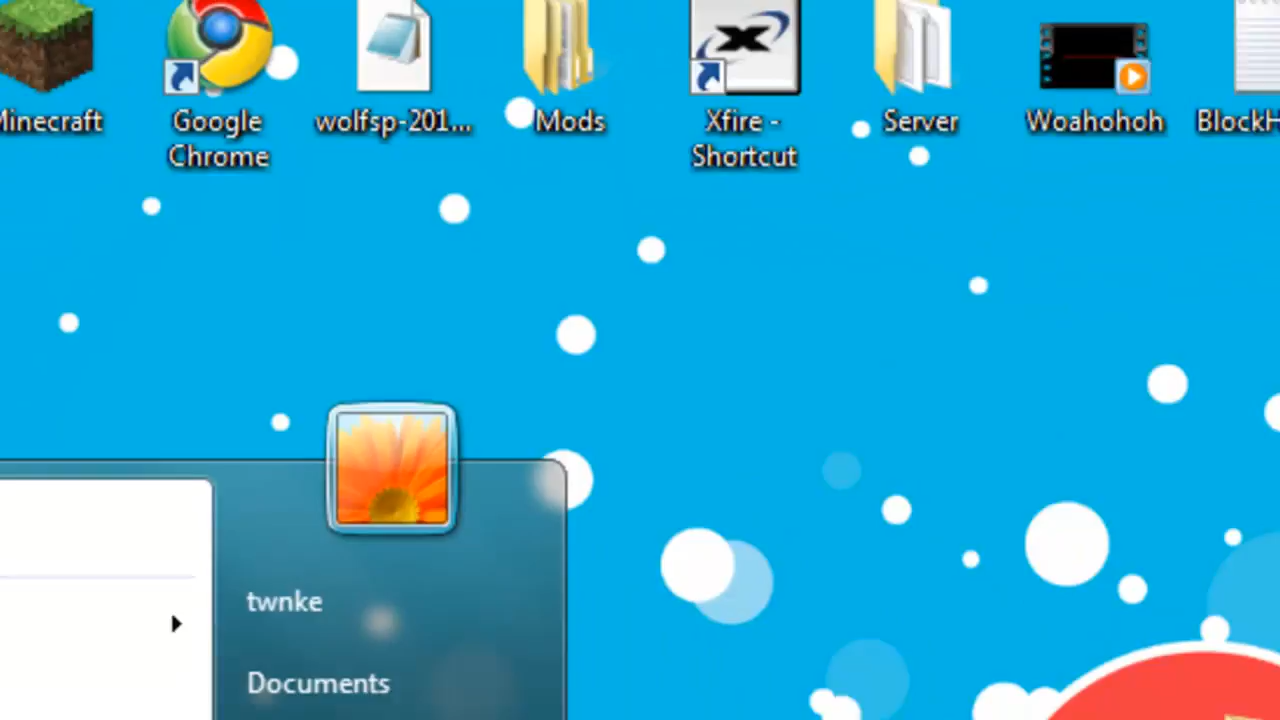 Minecraft
Google
Chrome
wolfsp-201...
Mods
Xfire -
Shortcut
Server
Woahohoh
BlockH
twnke
Documents